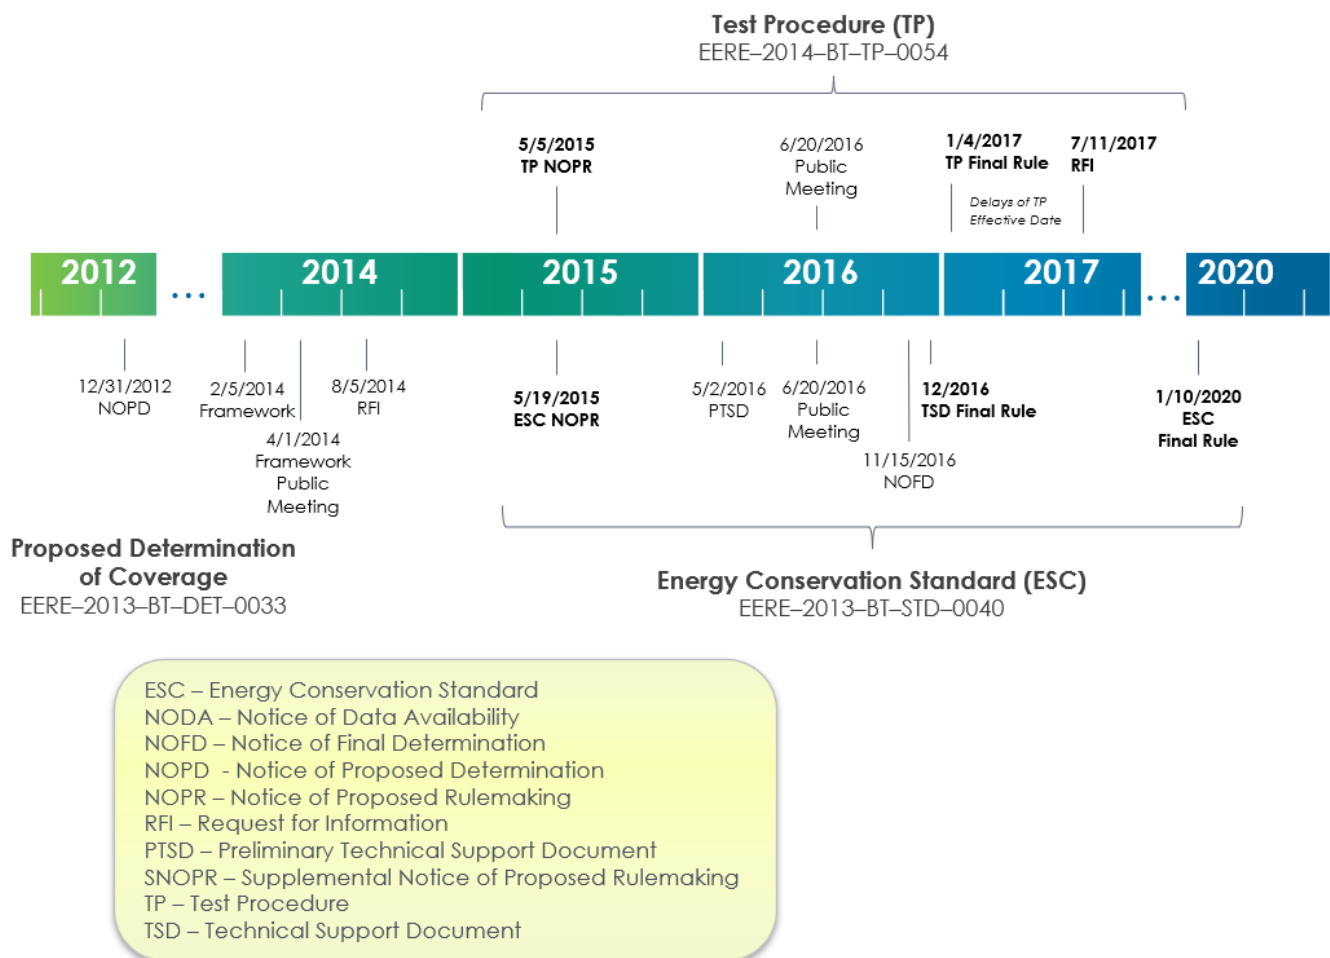 Test Procedure (TP)
EERE–2014–BT–TP–0054
5/5/2015
TP NOPR
6/20/2016
Public
Meeting
1/4/2017
TP Final Rule
7/11/2017
RFI
Delays of TP
Effective Date
2012
...
2014
2015
2016
2017
...
2020
12/31/2012
NOPD
2/5/2014
Framework
4/1/2014
Framework
Public
Meeting
8/5/2014
RFI
5/19/2015
ESC NOPR
5/2/2016
PTSD
6/20/2016
Public
Meeting
11/15/2016
NOFD
12/2016
TSD Final Rule
1/10/2020
ESC
Final Rule
Proposed Determination
of Coverage
EERE–2013–BT–DET–0033
Energy Conservation Standard (ESC)
EERE–2013–BT–STD–0040
ESC – Energy Conservation Standard
NODA – Notice of Data Availability
NOFD – Notice of Final Determination
NOPD  - Notice of Proposed Determination
NOPR – Notice of Proposed Rulemaking
RFI – Request for Information
PTSD – Preliminary Technical Support Document
SNOPR – Supplemental Notice of Proposed Rulemaking
TP – Test Procedure
TSD – Technical Support Document